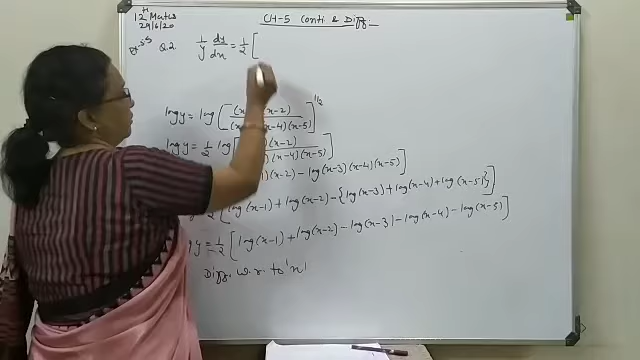 12th Maths
29/6/20
CH-5 Conti & Diff.
Ex-5.5 Q.2. 1/y dy/dx = 1/2 [
log y = log [ (x x-2) / (x x-4)(x-5) ]^1/2
log y = 1/2 log [ )(x-2) / )(x-4)(x-5) ]
1)(x-2) - log(x-3)(x-4)(x-5) ]
[ log(x-1) + log(x-2) - { log(x-3) + log(x-4) + log(x-5) } ]
g y = 1/2 [ log(x-1) + log(x-2) - log(x-3) - log(x-4) - log(x-5) ]
Diff. w.r. to 'x'